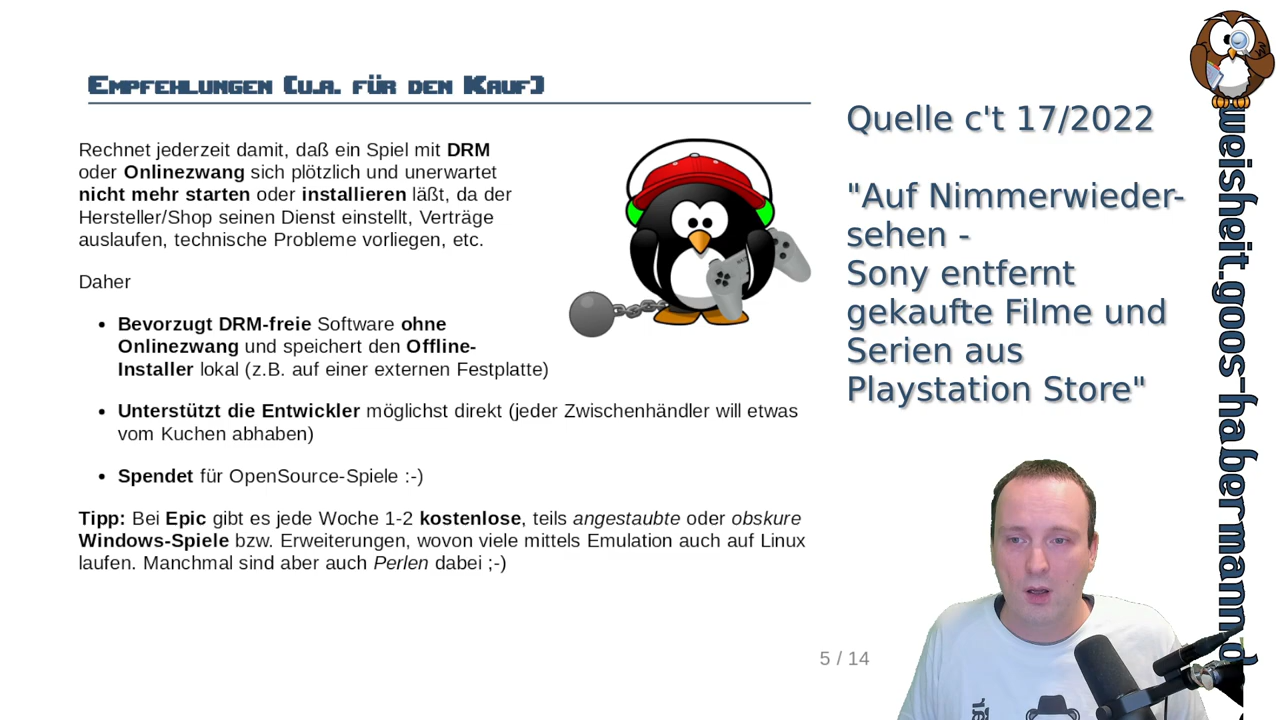 Empfehlungen (u.a. für den Kauf)
Rechnet jederzeit damit, daß ein Spiel mit DRM
oder Onlinezwang sich plötzlich und unerwartet
nicht mehr starten oder installieren läßt, da der
Hersteller/Shop seinen Dienst einstellt, Verträge
auslaufen, technische Probleme vorliegen, etc.
Daher
• Bevorzugt DRM-freie Software ohne
Onlinezwang und speichert den Offline-
Installer lokal (z.B. auf einer externen Festplatte)
• Unterstützt die Entwickler möglichst direkt (jeder Zwischenhändler will etwas
vom Kuchen abhaben)
• Spendet für OpenSource-Spiele :-)
Tipp: Bei Epic gibt es jede Woche 1-2 kostenlose, teils angestaubte oder obskure
Windows-Spiele bzw. Erweiterungen, wovon viele mittels Emulation auch auf Linux
laufen. Manchmal sind aber auch Perlen dabei ;-)
5 / 14
Quelle c't 17/2022
"Auf Nimmerwieder-
sehen -
Sony entfernt
gekaufte Filme und
Serien aus
Playstation Store"
weisheit.goos-habermann.d